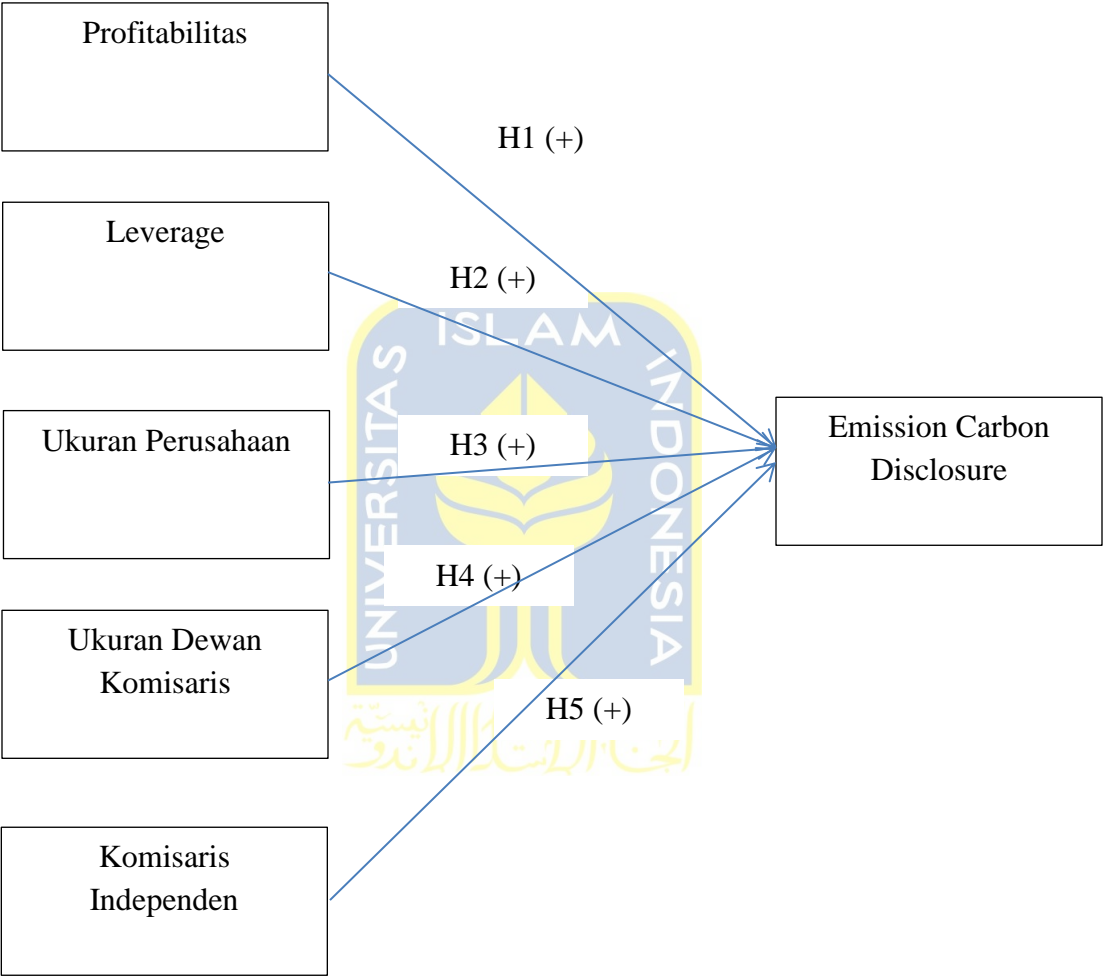 Profitabilitas
H1 (+)
Leverage
H2 (+)
ISLAM
UNIVERSITAS
INDONESIA
Ukuran Perusahaan
H3 (+)
Emission Carbon
Disclosure
H4 (+)
Ukuran Dewan
Komisaris
H5 (+)
Komisaris
Independen